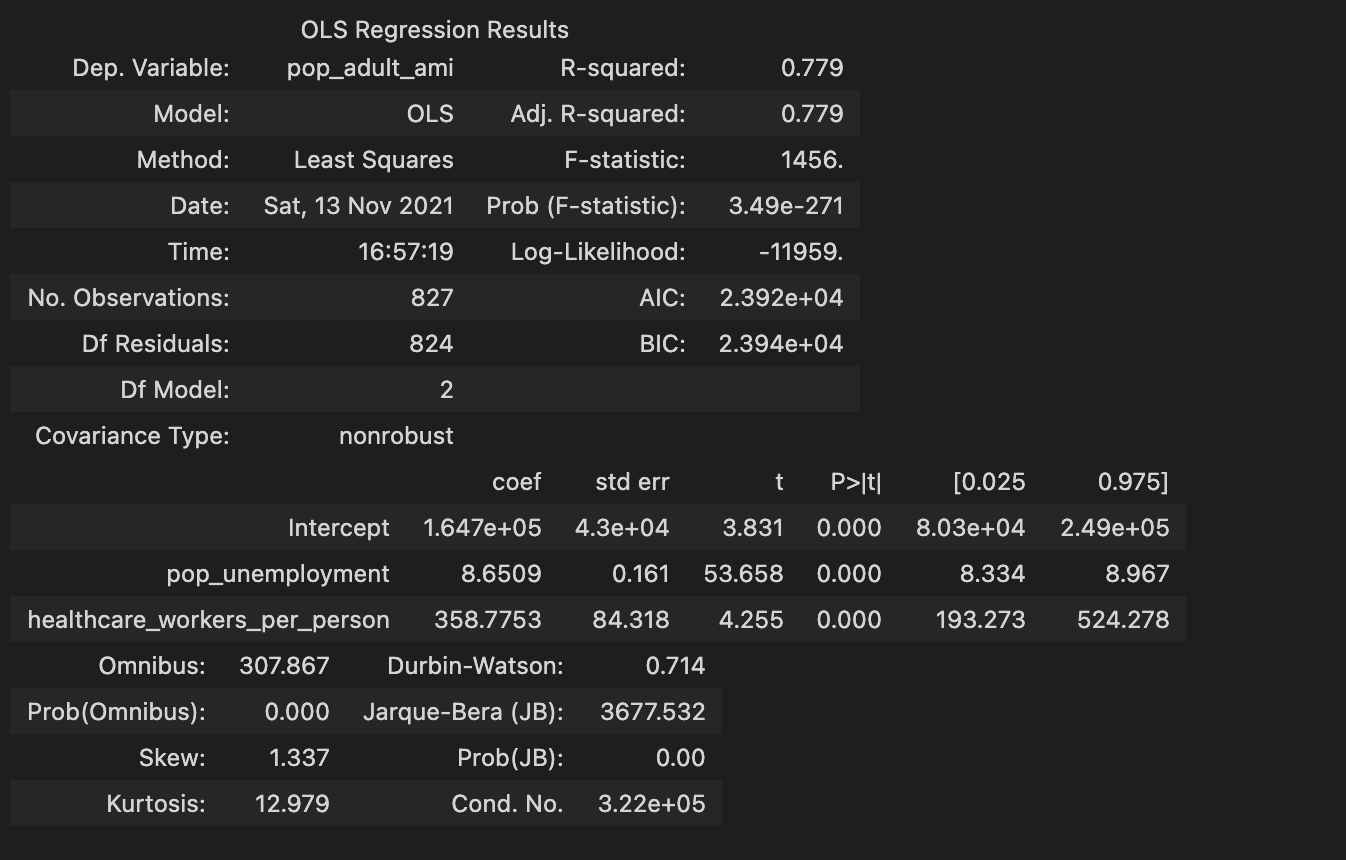 OLS Regression Results
Dep. Variable: pop_adult_ami R-squared: 0.779
Model: OLS Adj. R-squared: 0.779
Method: Least Squares F-statistic: 1456.
Date: Sat, 13 Nov 2021 Prob (F-statistic): 3.49e-271
Time: 16:57:19 Log-Likelihood: -11959.
No. Observations: 827 AIC: 2.392e+04
Df Residuals: 824 BIC: 2.394e+04
Df Model: 2
Covariance Type: nonrobust
coef std err t P>|t| [0.025 0.975]
Intercept 1.647e+05 4.3e+04 3.831 0.000 8.03e+04 2.49e+05
pop_unemployment 8.6509 0.161 53.658 0.000 8.334 8.967
healthcare_workers_per_person 358.7753 84.318 4.255 0.000 193.273 524.278
Omnibus: 307.867 Durbin-Watson: 0.714
Prob(Omnibus): 0.000 Jarque-Bera (JB): 3677.532
Skew: 1.337 Prob(JB): 0.00
Kurtosis: 12.979 Cond. No. 3.22e+05